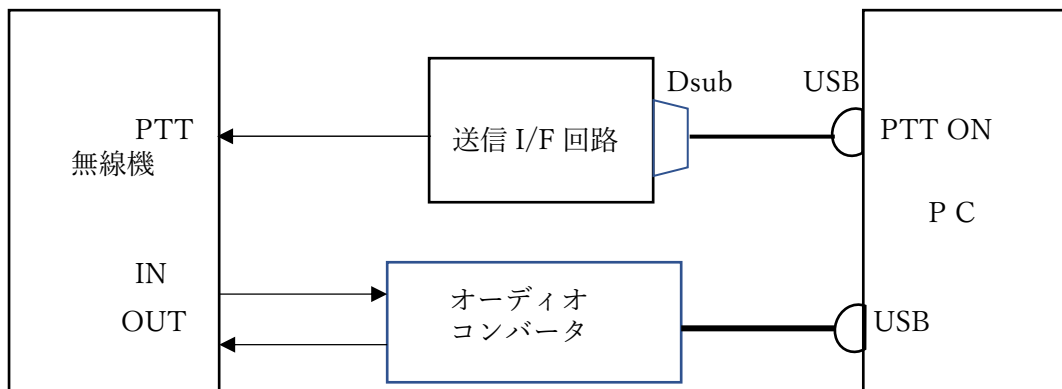 Dsub
USB
PTT
送信 I/F 回路
PTT ON
無線機
P C
IN
OUT
オーディオ
コンバータ
USB